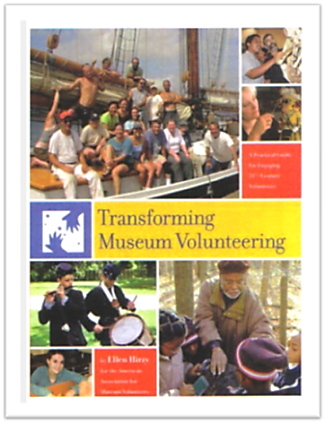 A Practical Guide
for Engaging
21st Century
Volunteers
Transforming
Museum Volunteering
by Ellen Hirzy
for the American
Association for
Museum Volunteers